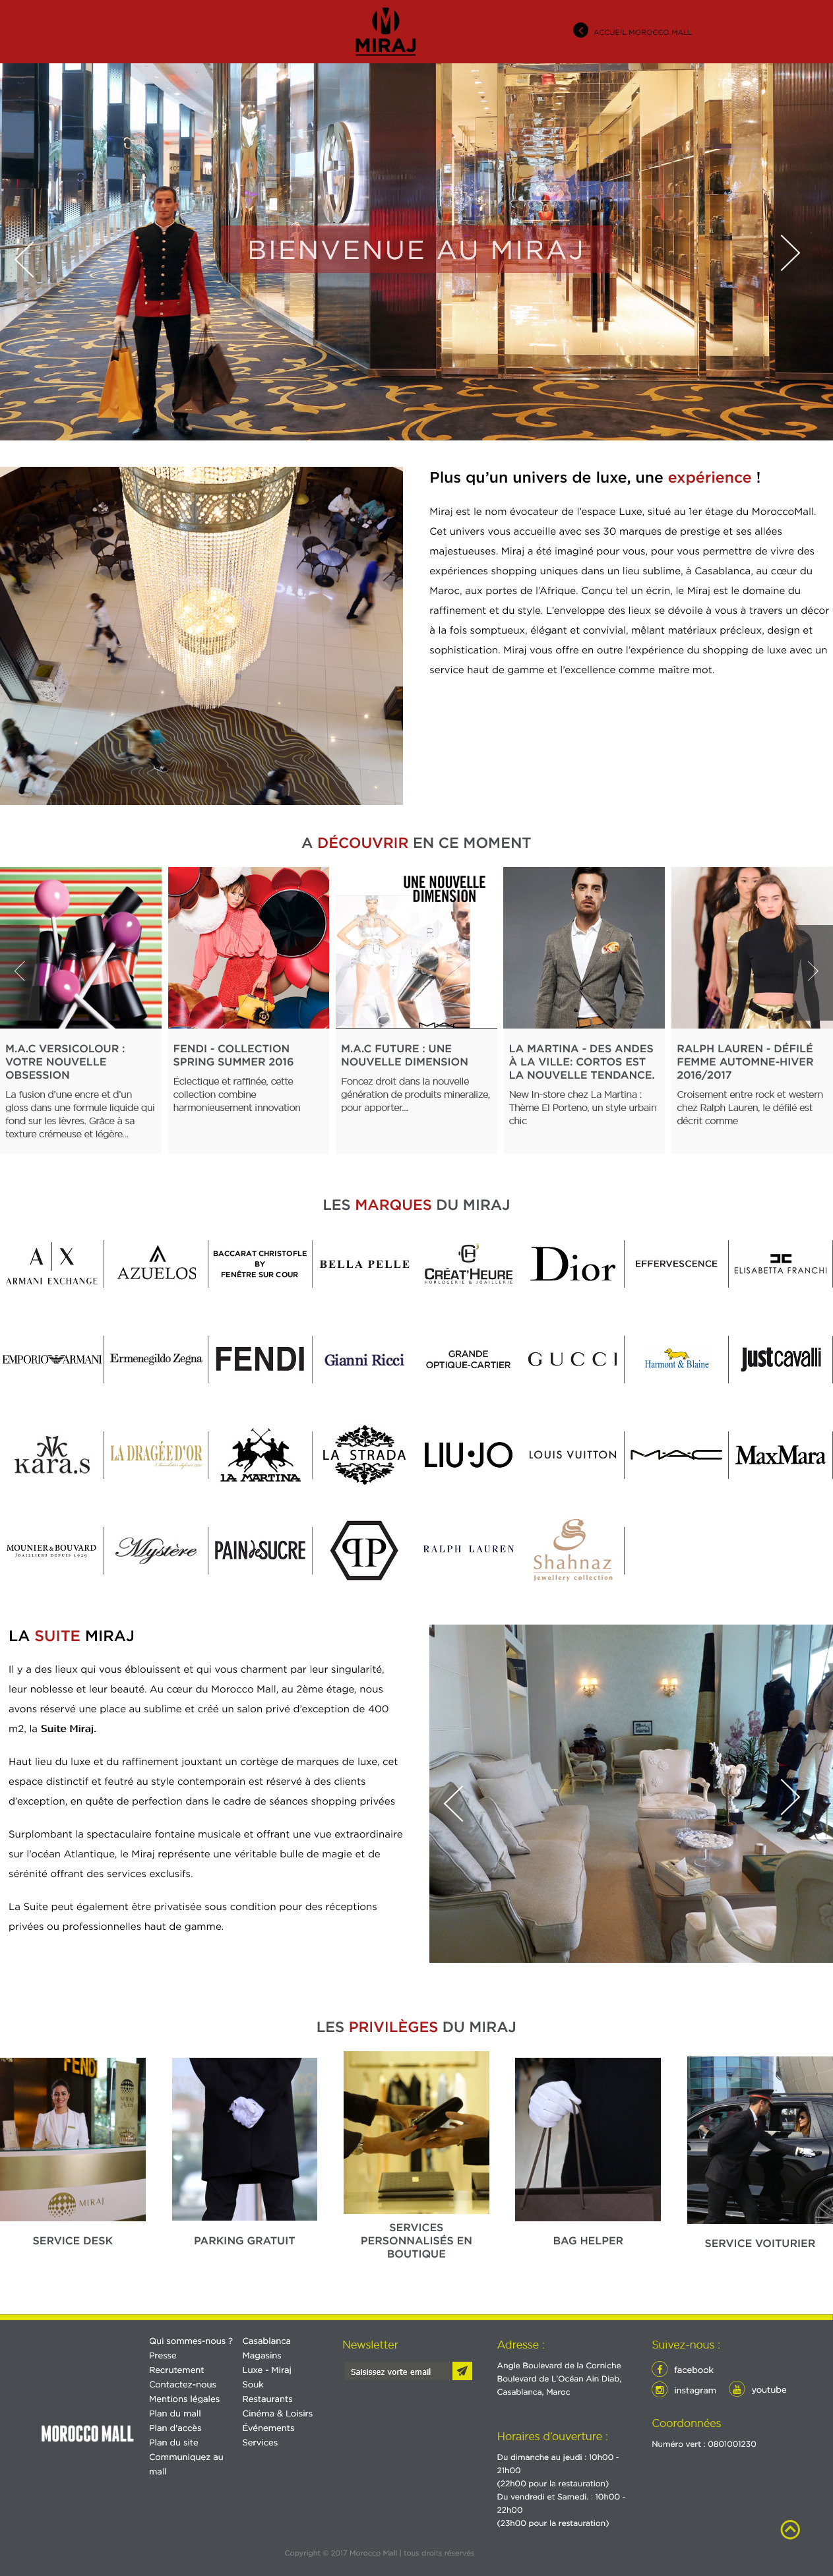 MIRAJ
ACCUEIL MOROCCO MALL
BIENVENUE AU MIRAJ
Plus qu'un univers de luxe, une expérience !
Miraj est le nom évocateur de l'espace Luxe, situé au 1er étage du MoroccoMall.
Cet univers vous accueille avec ses 30 marques de prestige et ses allées
majestueuses. Miraj a été imaginé pour vous, pour vous permettre de vivre des
expériences shopping uniques dans un lieu sublime, à Casablanca, au cœur du
Maroc, aux portes de l'Afrique. Conçu tel un écrin, le Miraj est le domaine du
raffinement et du style. L'enveloppe des lieux se dévoile à vous à travers un décor
à la fois somptueux, élégant et convivial, mêlant matériaux précieux, design et
sophistication. Miraj vous offre en outre l'expérience du shopping de luxe avec un
service haut de gamme et l'excellence comme maître mot.
A DÉCOUVRIR EN CE MOMENT
UNE NOUVELLE
DIMENSION
M.A.C VERSICOLOUR :
VOTRE NOUVELLE
OBSESSION
La fusion d'une encre et d'un
gloss dans une formule liquide qui
fond sur les lèvres. Grâce à sa
texture crémeuse et légère...
FENDI - COLLECTION
SPRING SUMMER 2016
Éclectique et raffinée, cette
collection combine
harmonieusement innovation
M.A.C FUTURE : UNE
NOUVELLE DIMENSION
Foncez droit dans la nouvelle
génération de produits mineralize,
pour apporter...
LA MARTINA - DES ANDES
À LA VILLE: CORTOS EST
LA NOUVELLE TENDANCE.
New In-store chez La Martina :
Thème El Porteno, un style urbain
chic
RALPH LAUREN - DÉFILÉ
FEMME AUTOMNE-HIVER
2016/2017
Croisement entre rock et western
chez Ralph Lauren, le défilé est
décrit comme
LES MARQUES DU MIRAJ
A|X
ARMANI EXCHANGE
AZUELOS
BACCARAT CHRISTOFLE
BY
FENÊTRE SUR COUR
BELLA PELLE
CRÉAT'HEURE
HORLOGERIE & JOAILLERIE
Dior
EFFERVESCENCE
ELISABETTA FRANCHI
EMPORIO ARMANI
Ermenegildo Zegna
FENDI
Gianni Ricci
GRANDE
OPTIQUE-CARTIER
GUCCI
Harmont & Blaine
just cavalli
kara.s
LA DRAGÉE D'OR
LA MARTINA
LA STRADA
LIU·JO
LOUIS VUITTON
MAC
MaxMara
MOUNIER & BOUVARD
JOAILLIERS DEPUIS 1929
Mystère
PAIN de SUCRE
PP
RALPH LAUREN
Shahnaz
Jewellery collection
LA SUITE MIRAJ
Il y a des lieux qui vous éblouissent et qui vous charment par leur singularité,
leur noblesse et leur beauté. Au cœur du Morocco Mall, au 2ème étage, nous
avons réservé une place au sublime et créé un salon privé d'exception de 400
m2, la Suite Miraj.
Haut lieu du luxe et du raffinement jouxtant un cortège de marques de luxe, cet
espace distinctif et feutré au style contemporain est réservé à des clients
d'exception, en quête de perfection dans le cadre de séances shopping privées
Surplombant la spectaculaire fontaine musicale et offrant une vue extraordinaire
sur l'océan Atlantique, le Miraj représente une véritable bulle de magie et de
sérénité offrant des services exclusifs.
La Suite peut également être privatisée sous condition pour des réceptions
privées ou professionnelles haut de gamme.
LES PRIVILÈGES DU MIRAJ
FENDI
MIRAJ
SERVICE DESK
PARKING GRATUIT
SERVICES
PERSONNALISÉS EN
BOUTIQUE
BAG HELPER
SERVICE VOITURIER
MOROCCO MALL
Qui sommes-nous ?
Presse
Recrutement
Contactez-nous
Mentions légales
Plan du mall
Plan d'accès
Plan du site
Communiquez au
mall
Casablanca
Magasins
Luxe - Miraj
Souk
Restaurants
Cinéma & Loisirs
Événements
Services
Newsletter
Saisissez vorte email
Adresse :
Angle Boulevard de la Corniche
Boulevard de L'Océan Ain Diab,
Casablanca, Maroc
Horaires d'ouverture :
Du dimanche au jeudi : 10h00 -
21h00
(22h00 pour la restauration)
Du vendredi et Samedi. : 10h00 -
22h00
(23h00 pour la restauration)
Suivez-nous :
facebook
instagram
youtube
Coordonnées
Numéro vert : 0801001230
Copyright © 2017 Morocco Mall | tous droits réservés